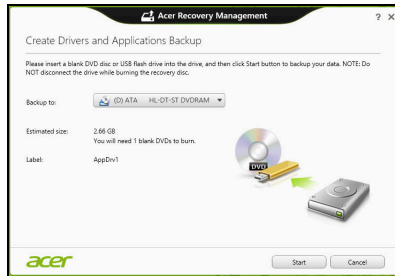 Acer Recovery Management
? X
Create Drivers and Applications Backup
Please insert a blank DVD disc or USB flash drive into the drive, and then click Start button to backup your data. NOTE: Do
NOT disconnect the drive while burning the recovery disc.
Backup to: (D) ATA HL-DT-ST DVDRAM
Estimated size: 2.66 GB
You will need 1 blank DVDs to burn.
Label: AppDrv1
DVD
acer
Start Cancel